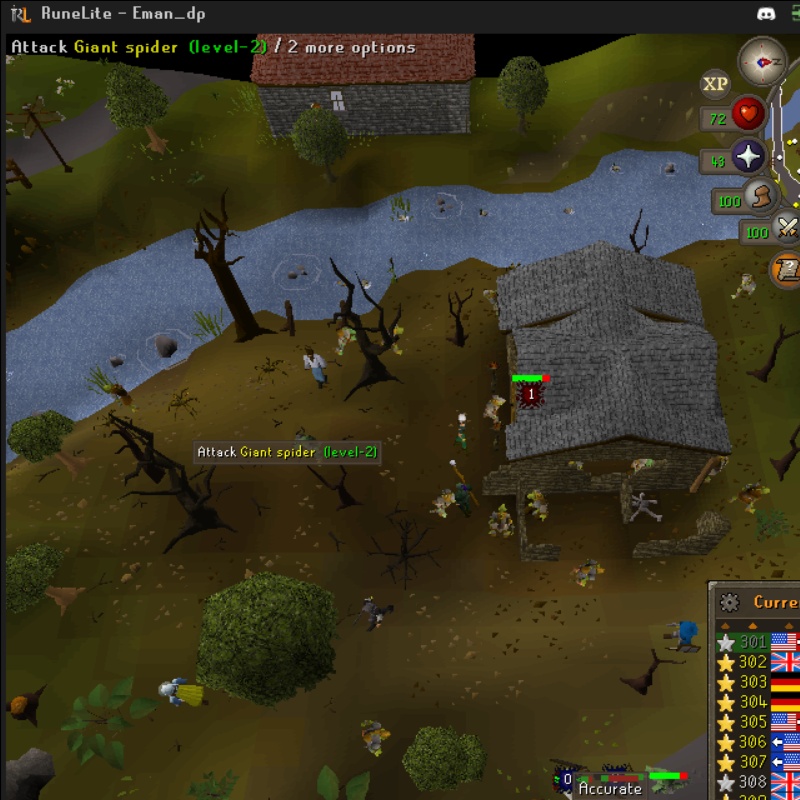 RuneLite - Eman_dp
Attack Giant spider (level-2) / 2 more options
XP
72
43
100
100
1
Attack Giant spider (level-2)
Curre
301
302
303
304
305
306
307
308
0
Accurate